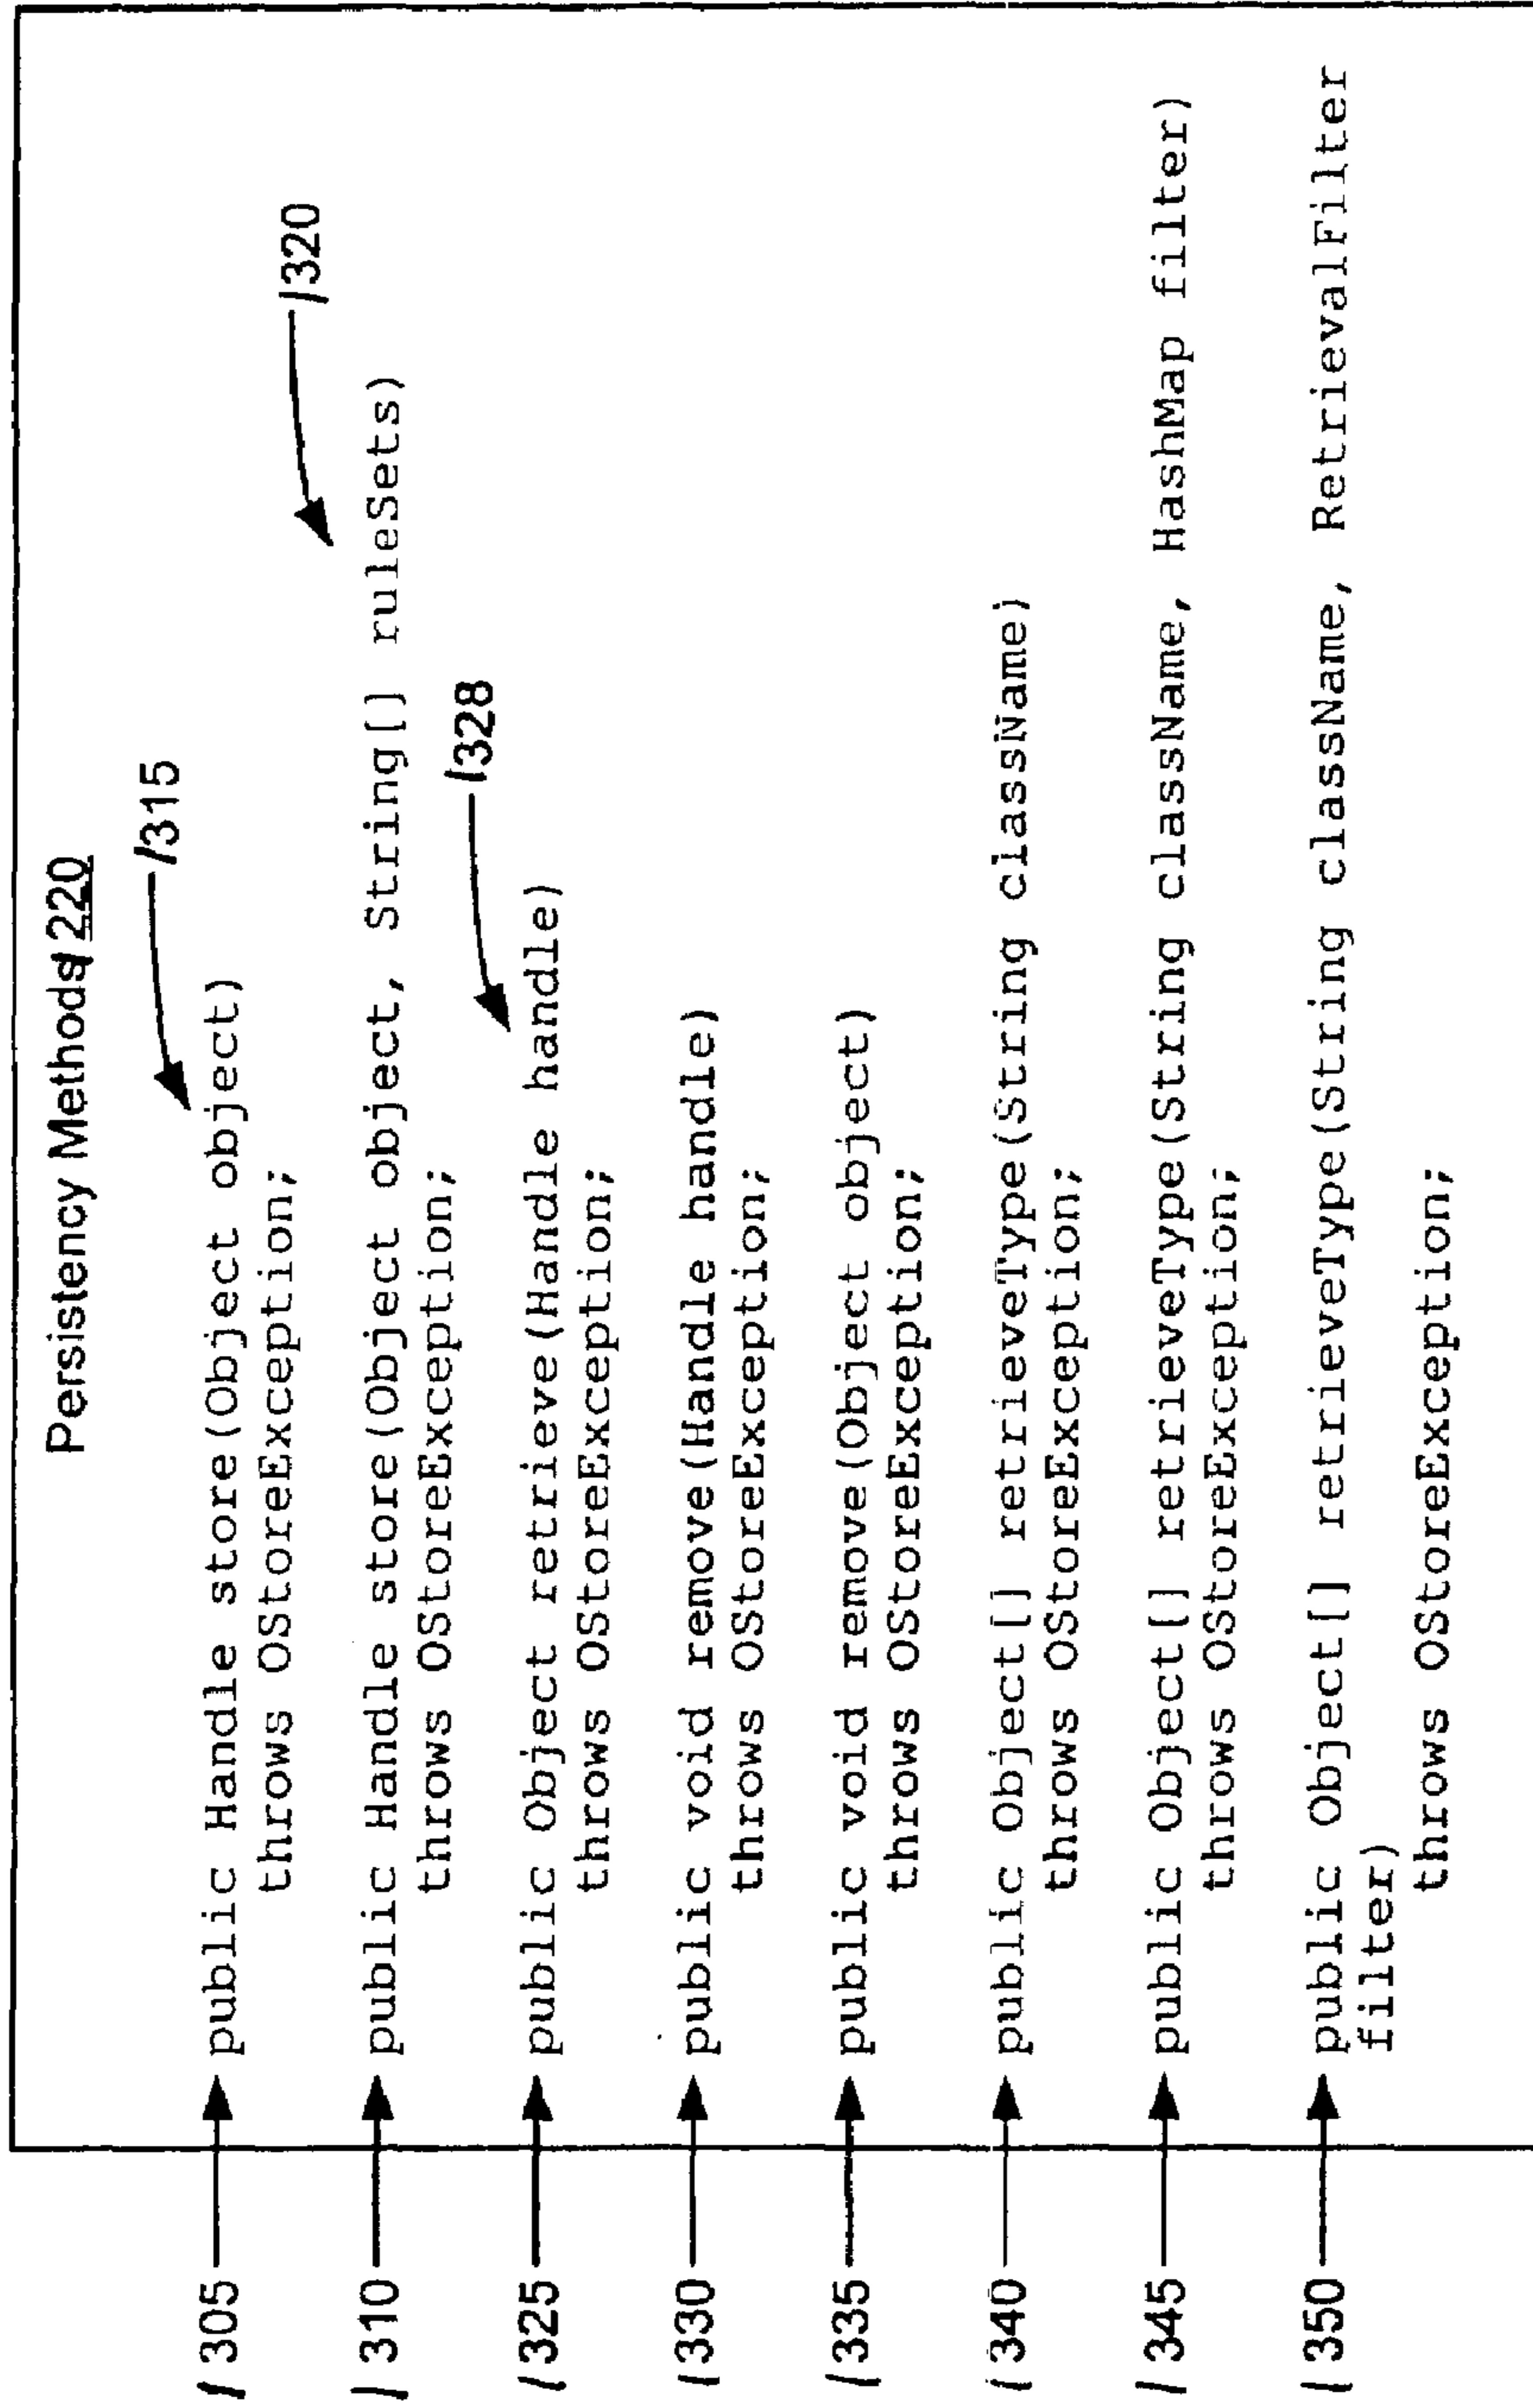 Persistency Methods/220
/315
/305
public Handle store(Object object)
throws OStoreException;
/320
/310
public Handle store(Object object, String[] ruleSets)
throws OStoreException;
/328
/325
public Object retrieve(Handle handle)
throws OStoreException;
/330
public void remove(Handle handle)
throws OStoreException;
/335
public void remove(Object object)
throws OStoreException;
/340
public Object[] retrieveType(String className)
throws OStoreException;
/345
public Object[] retrieveType(String className, HashMap filter)
throws OStoreException;
/350
public Object[] retrieveType(String className, RetrievalFilter
filter)
throws OStoreException;